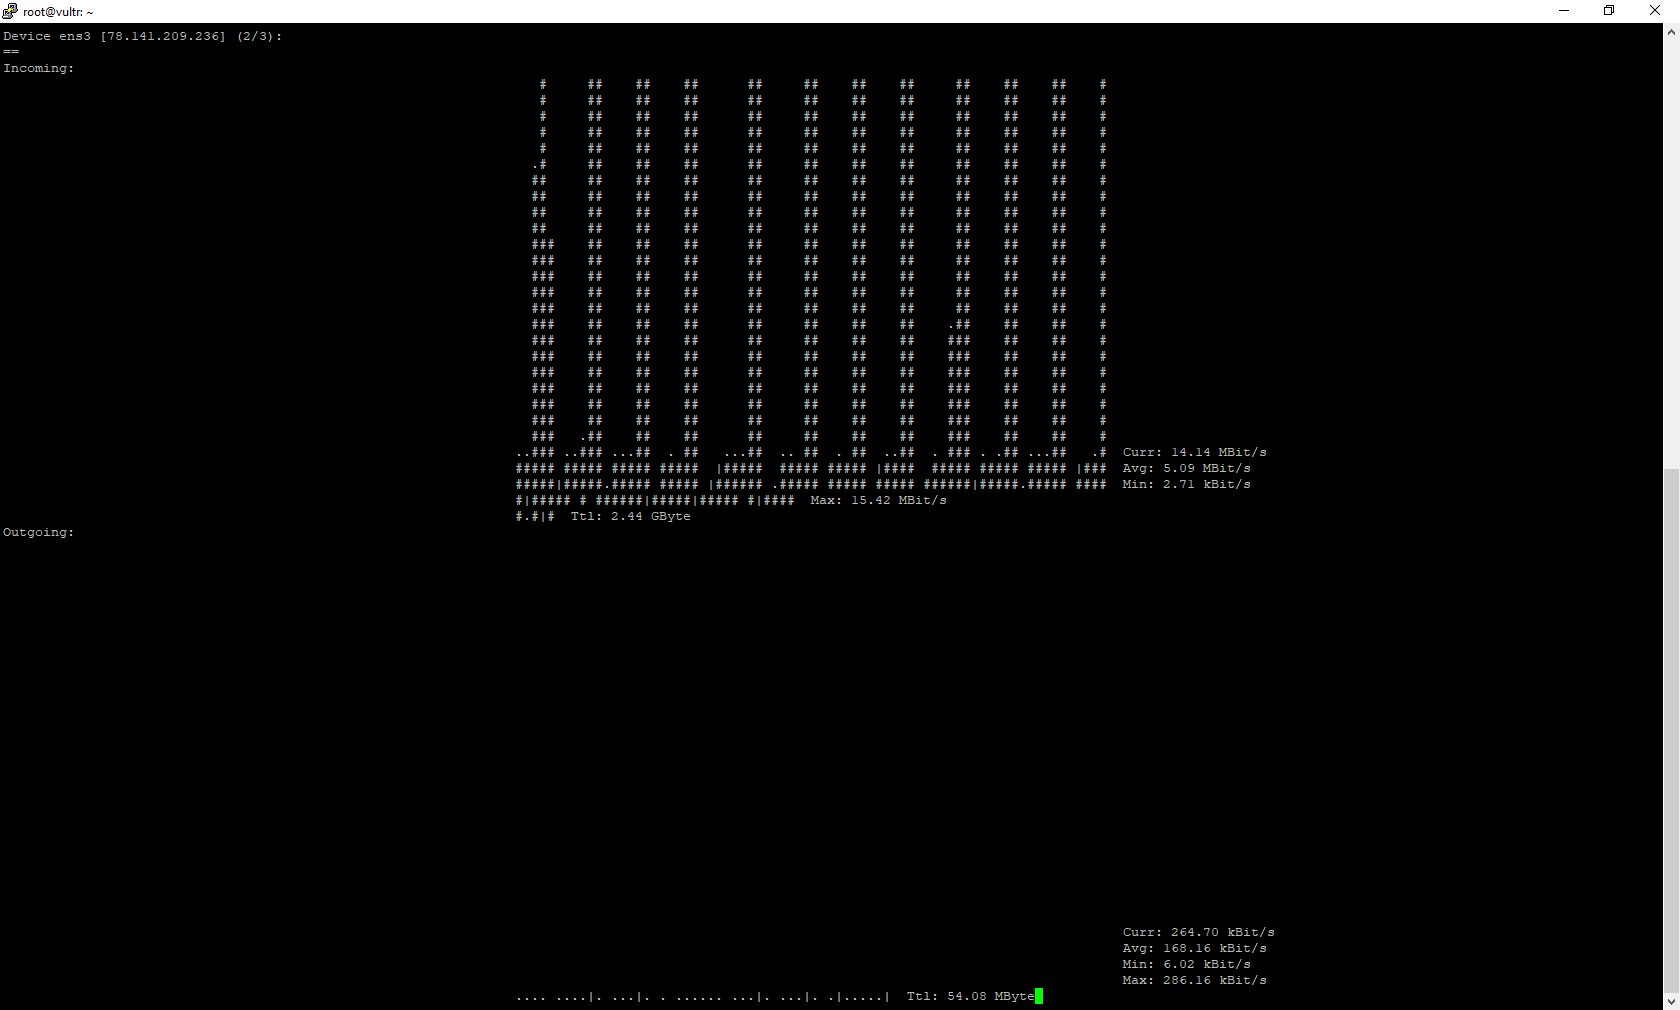 root@vultr: ~
Device ens3 [78.141.209.236] (2/3):
==
Incoming:
Curr: 14.14 MBit/s
Avg: 5.09 MBit/s
Min: 2.71 kBit/s
Max: 15.42 MBit/s
Ttl: 2.44 GByte
Outgoing:
Curr: 264.70 kBit/s
Avg: 168.16 kBit/s
Min: 6.02 kBit/s
Max: 286.16 kBit/s
Ttl: 54.08 MByte